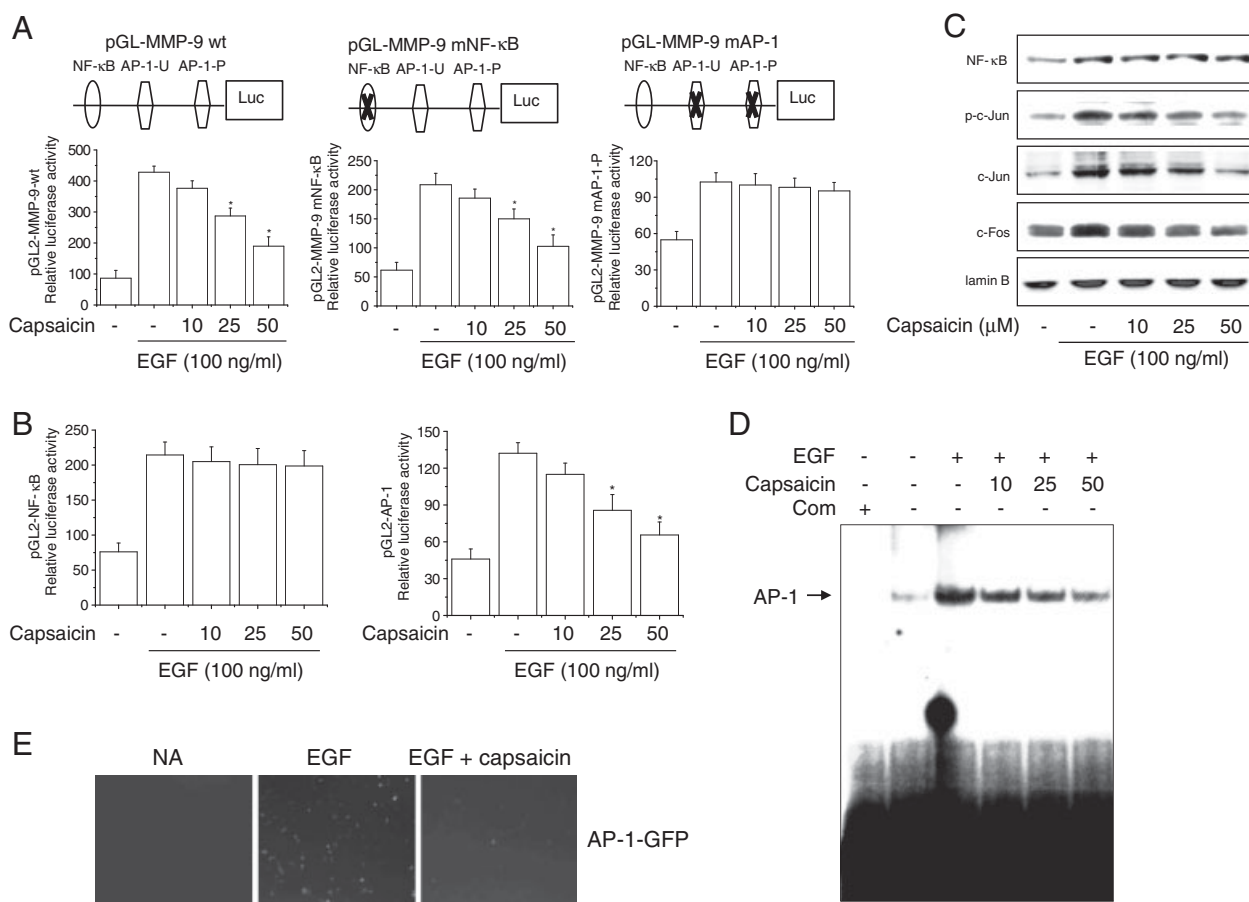 A
pGL-MMP-9 wt
NF-κB AP-1-U AP-1-P
Luc
pGL2-MMP-9-wt
Relative luciferase activity
500
400
300
200
100
0
*
*
Capsaicin - - 10 25 50
EGF (100 ng/ml)
pGL-MMP-9 mNF-κB
NF-κB AP-1-U AP-1-P
Luc
pGL2-MMP-9 mNF-κB
Relative luciferase activity
300
250
200
150
100
50
0
*
*
- - 10 25 50
EGF (100 ng/ml)
pGL-MMP-9 mAP-1
NF-κB AP-1-U AP-1-P
Luc
pGL2-MMP-9 mAP-1-P
Relative luciferase activity
150
120
90
60
30
0
- - 10 25 50
EGF (100 ng/ml)
B
pGL2-NF-κB
Relative luciferase activity
250
200
150
100
50
0
Capsaicin - - 10 25 50
EGF (100 ng/ml)
pGL2-AP-1
Relative luciferase activity
150
120
90
60
30
0
*
*
Capsaicin - - 10 25 50
EGF (100 ng/ml)
C
NF-κB
p-c-Jun
c-Jun
c-Fos
lamin B
Capsaicin (μM) - - 10 25 50
EGF (100 ng/ml)
D
EGF - - + + + +
Capsaicin - - - 10 25 50
Com + - - - - -
AP-1
E
NA EGF EGF + capsaicin
AP-1-GFP